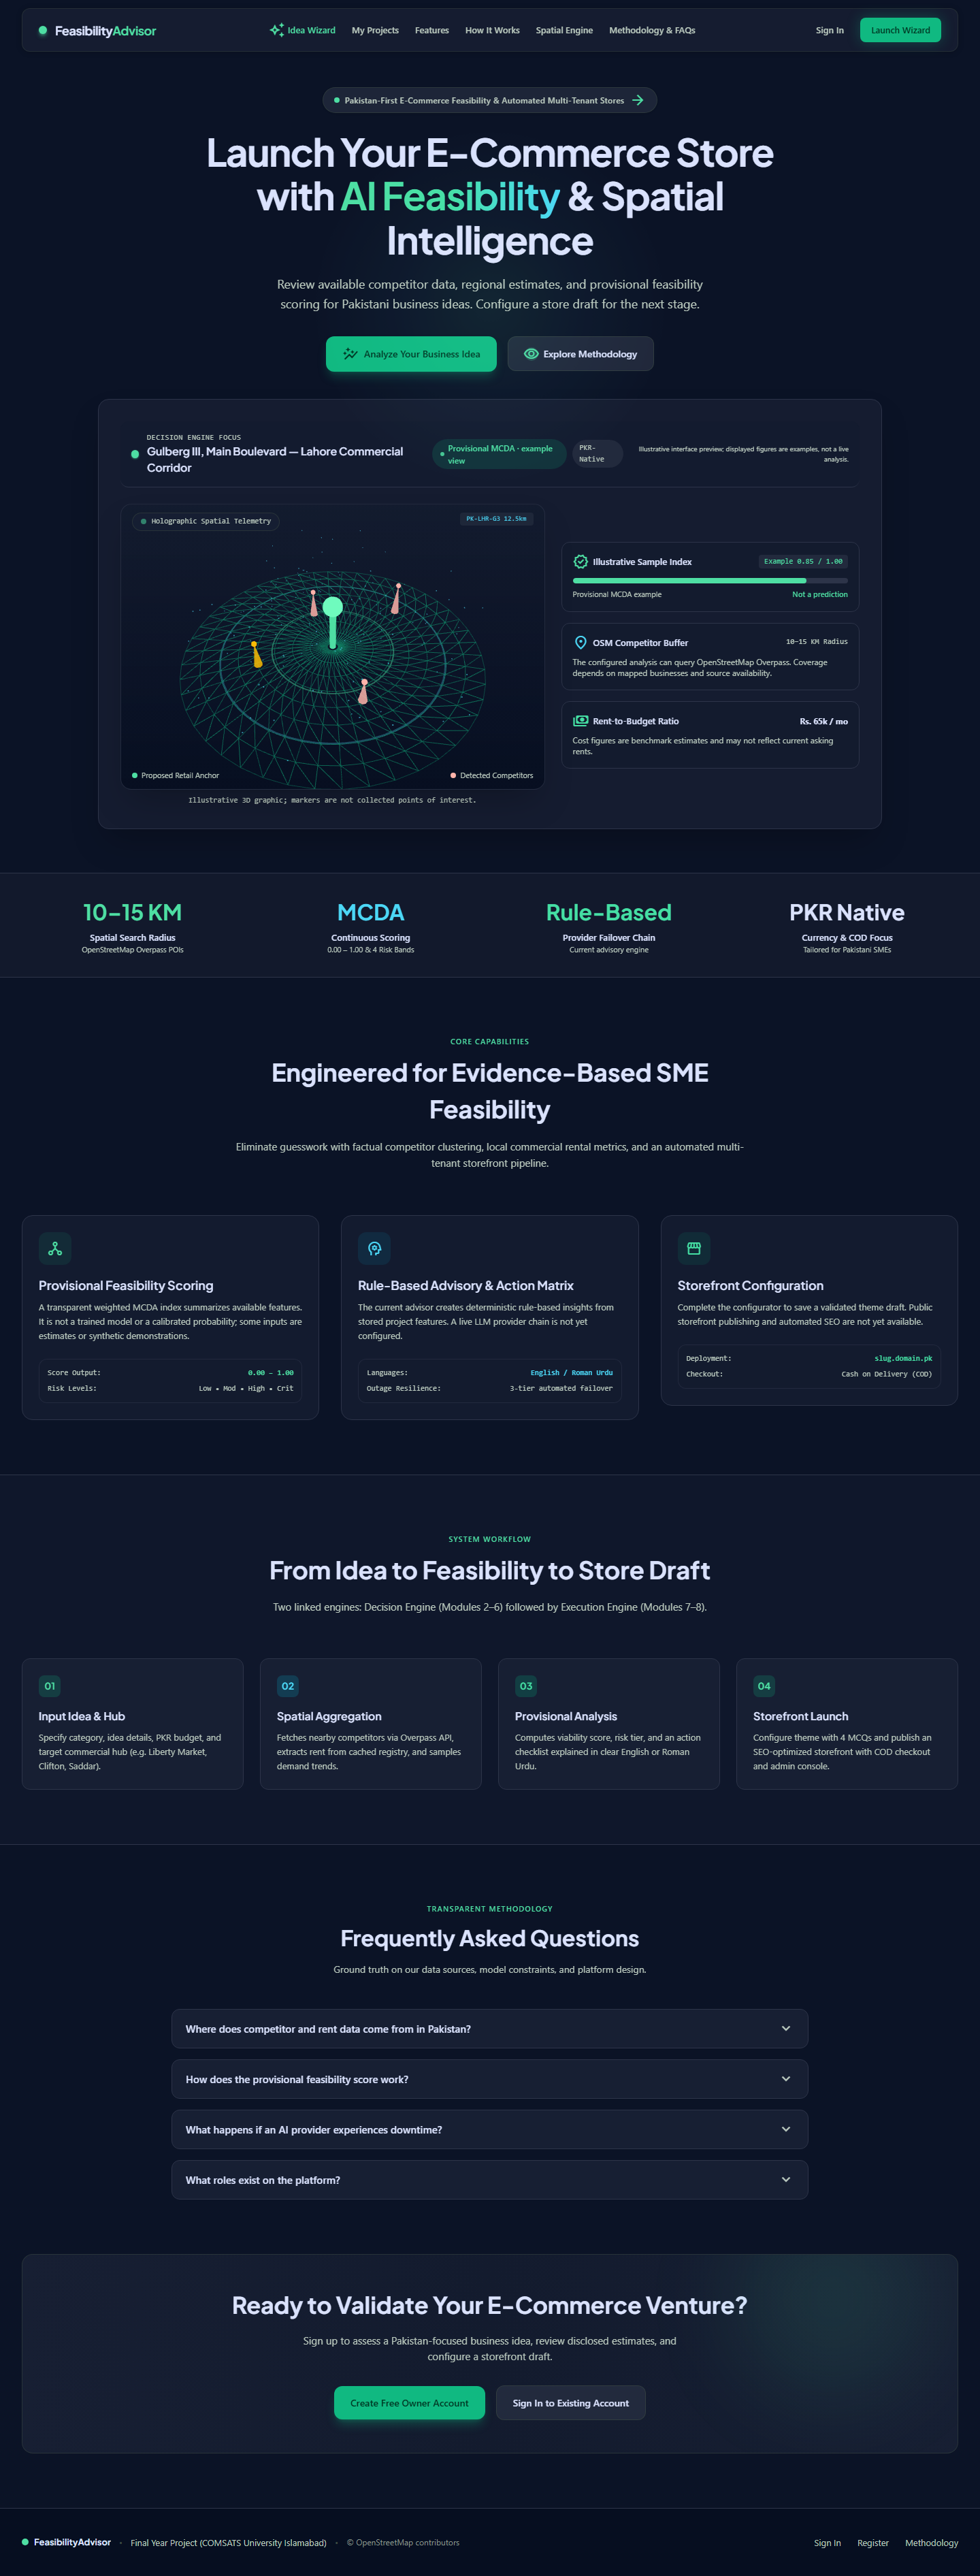 FeasibilityAdvisor
Idea Wizard
My Projects
Features
How It Works
Spatial Engine
Methodology & FAQs
Sign In
Launch Wizard
Pakistan-First E-Commerce Feasibility & Automated Multi-Tenant Stores
Launch Your E-Commerce Store
with AI Feasibility & Spatial
Intelligence
Review available competitor data, regional estimates, and provisional feasibility
scoring for Pakistani business ideas. Configure a store draft for the next stage.
Analyze Your Business Idea
Explore Methodology
DECISION ENGINE FOCUS
Gulberg III, Main Boulevard — Lahore Commercial
Corridor
Provisional MCDA · example
view
PKR-
Native
Illustrative interface preview; displayed figures are examples, not a live
analysis.
Holographic Spatial Telemetry
PK-LHR-G3 12.5km
Proposed Retail Anchor
Detected Competitors
Illustrative 3D graphic; markers are not collected points of interest.
Illustrative Sample Index
Example 0.85 / 1.00
Provisional MCDA example
Not a prediction
OSM Competitor Buffer
10–15 KM Radius
The configured analysis can query OpenStreetMap Overpass. Coverage
depends on mapped businesses and source availability.
Rent-to-Budget Ratio
Rs. 65k / mo
Cost figures are benchmark estimates and may not reflect current asking
rents.
10–15 KM
Spatial Search Radius
OpenStreetMap Overpass POIs
MCDA
Continuous Scoring
0.00 – 1.00 & 4 Risk Bands
Rule-Based
Provider Failover Chain
Current advisory engine
PKR Native
Currency & COD Focus
Tailored for Pakistani SMEs
CORE CAPABILITIES
Engineered for Evidence-Based SME
Feasibility
Eliminate guesswork with factual competitor clustering, local commercial rental metrics, and an automated multi-
tenant storefront pipeline.
Provisional Feasibility Scoring
A transparent weighted MCDA index summarizes available features.
It is not a trained model or a calibrated probability; some inputs are
estimates or synthetic demonstrations.
Score Output:
0.00 – 1.00
Risk Levels:
Low • Mod • High • Crit
Rule-Based Advisory & Action Matrix
The current advisor creates deterministic rule-based insights from
stored project features. A live LLM provider chain is not yet
configured.
Languages:
English / Roman Urdu
Outage Resilience:
3-tier automated failover
Storefront Configuration
Complete the configurator to save a validated theme draft. Public
storefront publishing and automated SEO are not yet available.
Deployment:
slug.domain.pk
Checkout:
Cash on Delivery (COD)
SYSTEM WORKFLOW
From Idea to Feasibility to Store Draft
Two linked engines: Decision Engine (Modules 2–6) followed by Execution Engine (Modules 7–8).
01
Input Idea & Hub
Specify category, idea details, PKR budget, and
target commercial hub (e.g. Liberty Market,
Clifton, Saddar).
02
Spatial Aggregation
Fetches nearby competitors via Overpass API,
extracts rent from cached registry, and samples
demand trends.
03
Provisional Analysis
Computes viability score, risk tier, and an action
checklist explained in clear English or Roman
Urdu.
04
Storefront Launch
Configure theme with 4 MCQs and publish an
SEO-optimized storefront with COD checkout
and admin console.
TRANSPARENT METHODOLOGY
Frequently Asked Questions
Ground truth on our data sources, model constraints, and platform design.
Where does competitor and rent data come from in Pakistan?
How does the provisional feasibility score work?
What happens if an AI provider experiences downtime?
What roles exist on the platform?
Ready to Validate Your E-Commerce Venture?
Sign up to assess a Pakistan-focused business idea, review disclosed estimates, and
configure a storefront draft.
Create Free Owner Account
Sign In to Existing Account
FeasibilityAdvisor
•
Final Year Project (COMSATS University Islamabad)
•
© OpenStreetMap contributors
Sign In
Register
Methodology